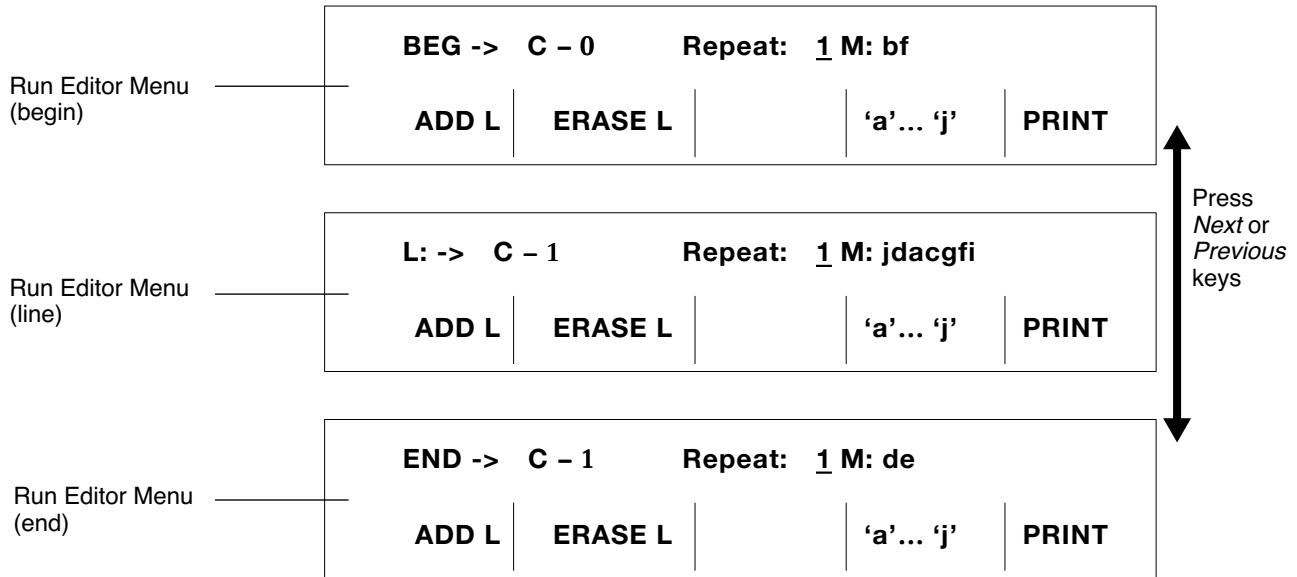 BEG -> C – 0 Repeat: 1 M: bf
Run Editor Menu
(begin)
ADD L ERASE L ‘a’... ‘j’ PRINT
Press
Next or
Previous
keys
L: -> C – 1 Repeat: 1 M: jdacgfi
Run Editor Menu
(line)
ADD L ERASE L ‘a’... ‘j’ PRINT
END -> C – 1 Repeat: 1 M: de
Run Editor Menu
(end)
ADD L ERASE L ‘a’... ‘j’ PRINT